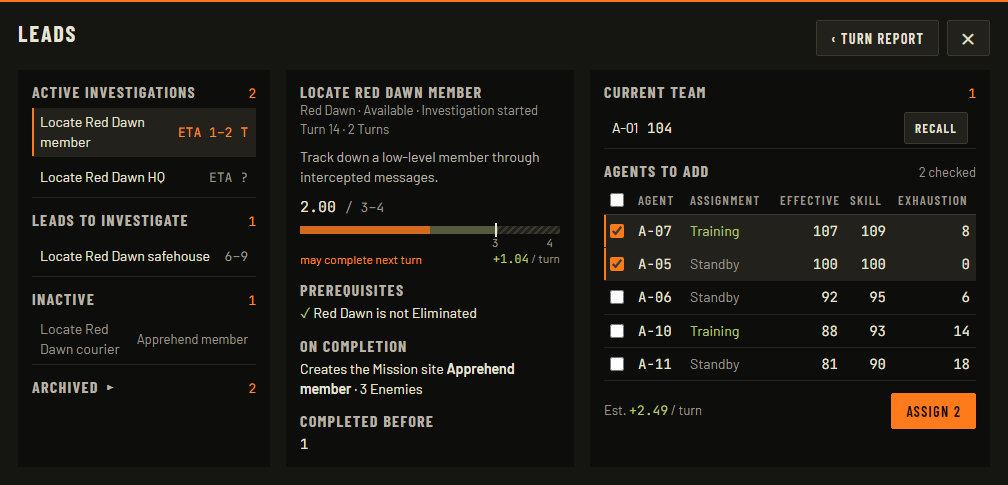 LEADS
‹ TURN REPORT
✕
ACTIVE INVESTIGATIONS 2
Locate Red Dawn member ETA 1–2 T
Locate Red Dawn HQ ETA ?
LEADS TO INVESTIGATE 1
Locate Red Dawn safehouse 6–9
INACTIVE 1
Locate Red Dawn courier Apprehend member
ARCHIVED ▸ 2
LOCATE RED DAWN MEMBER
Red Dawn · Available · Investigation started
Turn 14 · 2 Turns
Track down a low-level member through
intercepted messages.
2.00 / 3–4
3 4
may complete next turn +1.04 / turn
PREREQUISITES
✓ Red Dawn is not Eliminated
ON COMPLETION
Creates the Mission site Apprehend
member · 3 Enemies
COMPLETED BEFORE
1
CURRENT TEAM 1
A-01 104 RECALL
AGENTS TO ADD 2 checked
AGENT ASSIGNMENT EFFECTIVE SKILL EXHAUSTION
A-07 Training 107 109 8
A-05 Standby 100 100 0
A-06 Standby 92 95 6
A-10 Training 88 93 14
A-11 Standby 81 90 18
Est. +2.49 / turn ASSIGN 2